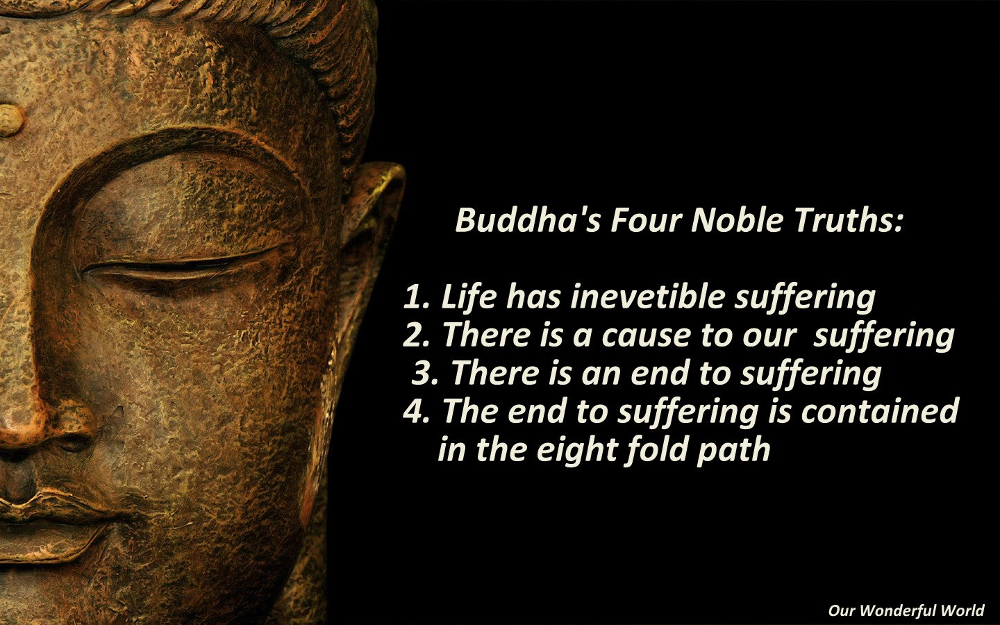 Buddha's Four Noble Truths:
1. Life has inevetible suffering
2. There is a cause to our  suffering
3. There is an end to suffering
4. The end to suffering is contained
in the eight fold path
Our Wonderful World